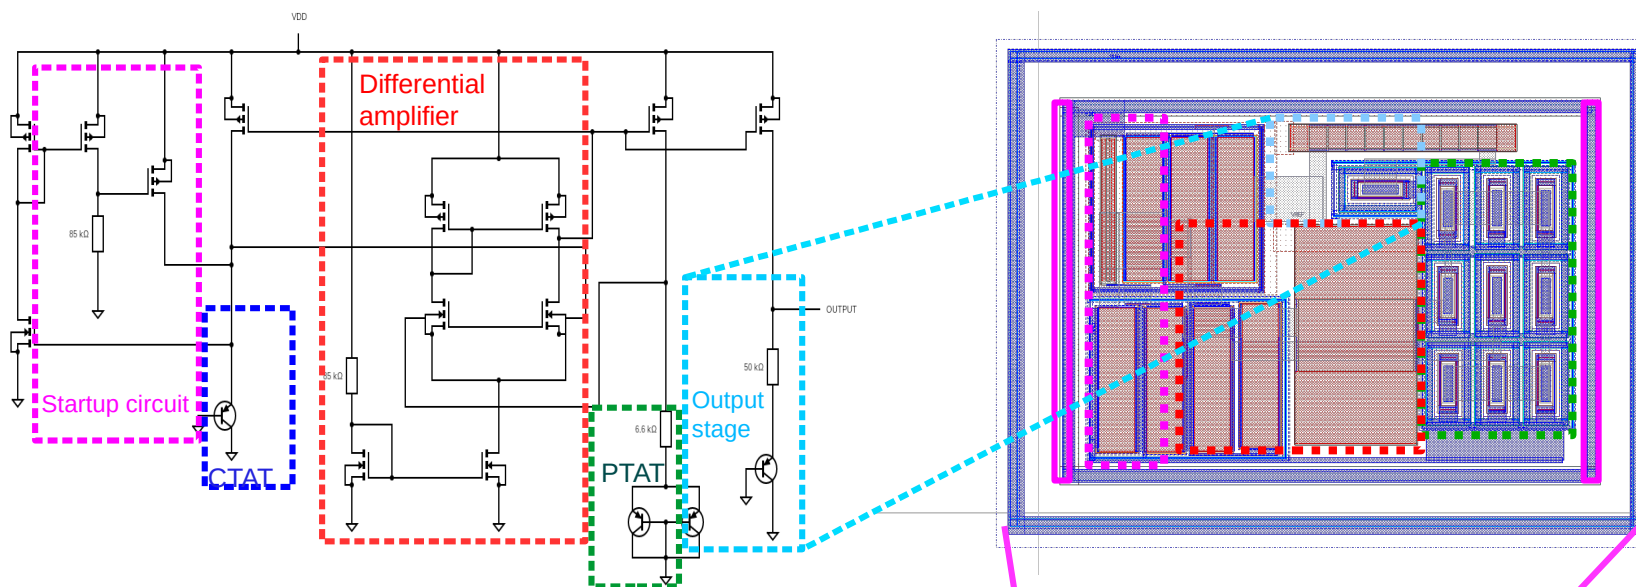 VDD
Differential
amplifier
85 kΩ
OUTPUT
85 kΩ
50 kΩ
Startup circuit
Output
stage
6.6 kΩ
CTAT
PTAT
VREF